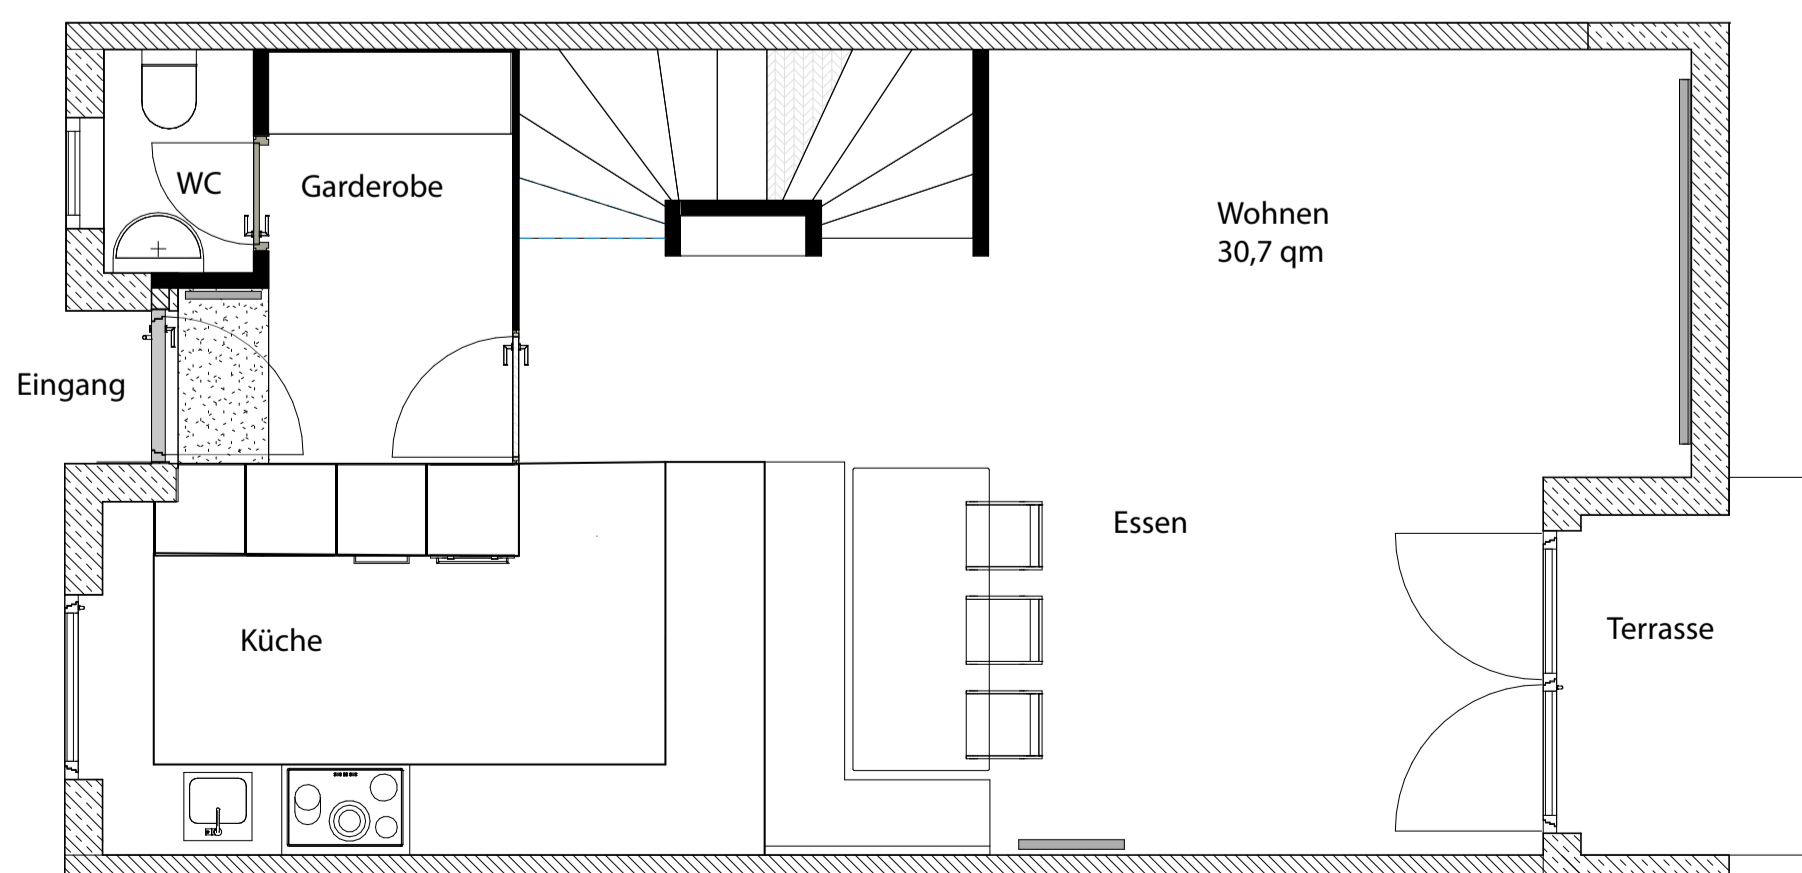 WC
Garderobe
Wohnen
30,7 qm
Eingang
Essen
Küche
Terrasse